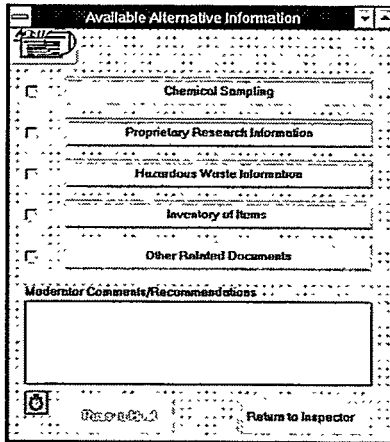 Available Alternative Information
Chemical Sampling
Proprietary Research Information
Hazardous Waste Information
Inventory of Items
Other Related Documents
Moderator Comments/Recommendations
Return to Inspector